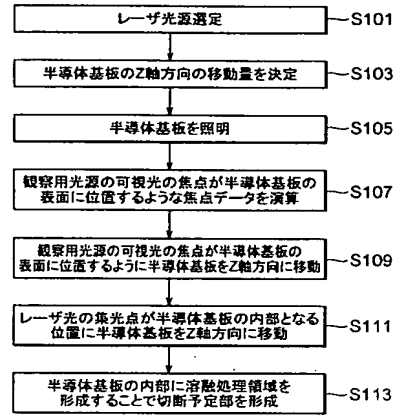 レーザ光源選定
S101
半導体基板のZ軸方向の移動量を決定
S103
半導体基板を照明
S105
観察用光源の可視光の焦点が半導体基板の
表面に位置するような焦点データを演算
S107
観察用光源の可視光の焦点が半導体基板の
表面に位置するように半導体基板をZ軸方向に移動
S109
レーザ光の集光点が半導体基板の内部となる
位置に半導体基板をZ軸方向に移動
S111
半導体基板の内部に溶融処理領域を
形成することで切断予定部を形成
S113